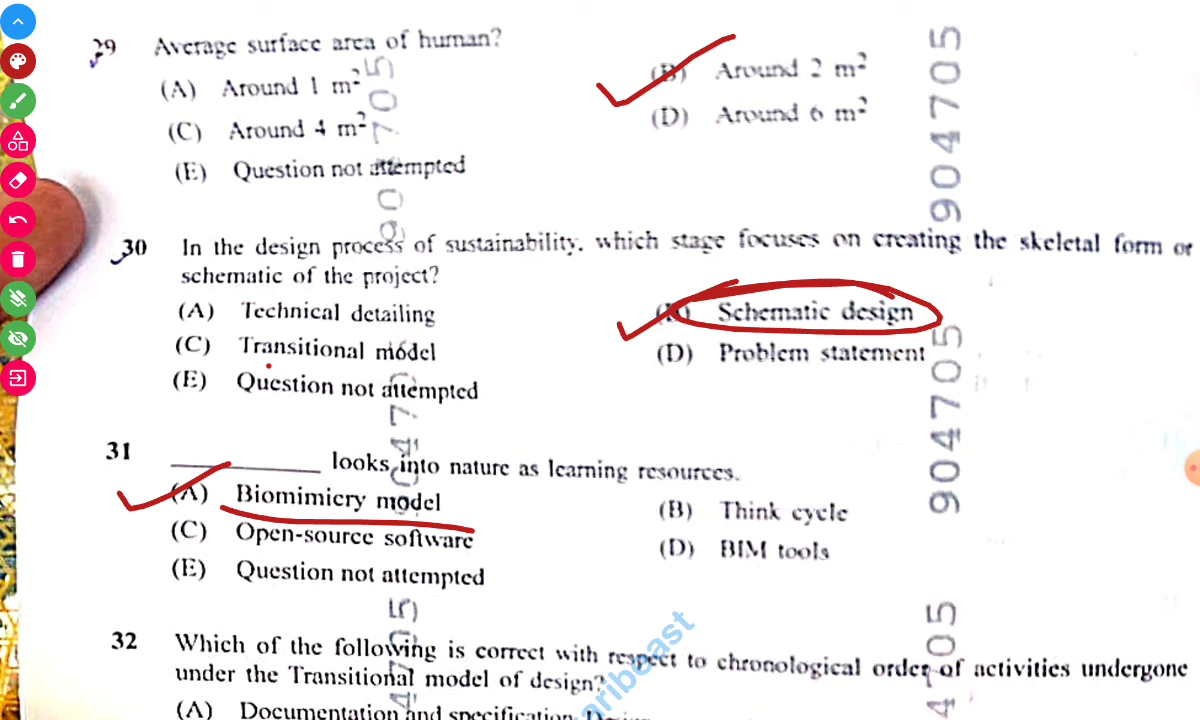 29 Average surface area of human?
(A) Around 1 m²
(B) Around 2 m²
(C) Around 4 m²
(D) Around 6 m²
(E) Question not attempted
30 In the design process of sustainability, which stage focuses on creating the skeletal form or
schematic of the project?
(A) Technical detailing
(B) Schematic design
(C) Transitional model
(D) Problem statement
(E) Question not attempted
31 __________ looks into nature as learning resources.
(A) Biomimicry model
(B) Think cycle
(C) Open-source software
(D) BIM tools
(E) Question not attempted
32 Which of the following is correct with respect to chronological order of activities undergone
under the Transitional model of design?
(A) Documentation and specification
904705
904705